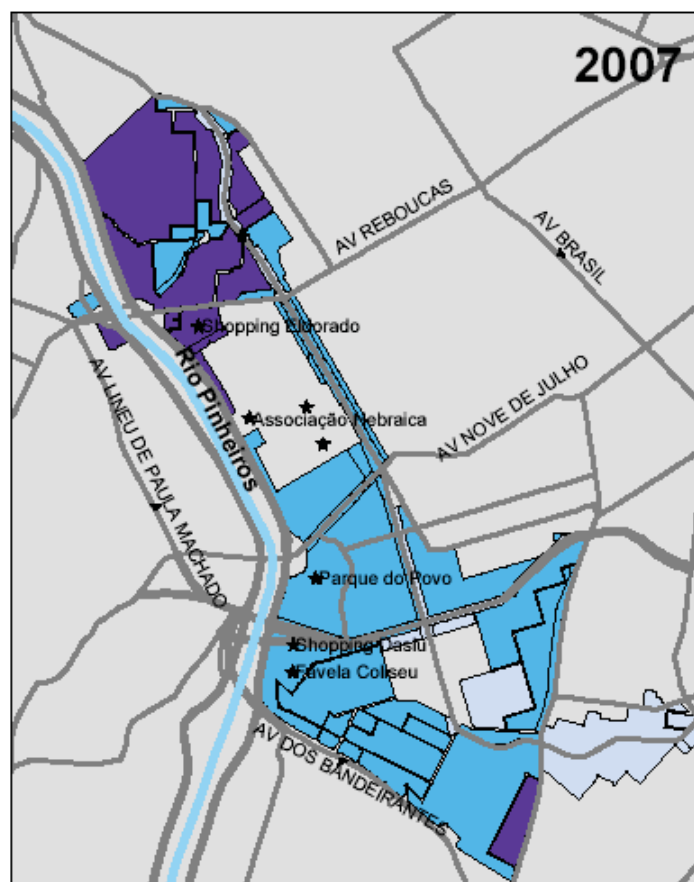 2007
AV REBOUCAS
AV BRASIL
Shopping Eldorado
Rio Pinheiros
AV LINEU DE PAULA MACHADO
Associação Nebraica
AV NOVE DE JULHO
Parque do Povo
Shopping Daslu
Favela Coliseu
AV DOS BANDEIRANTES